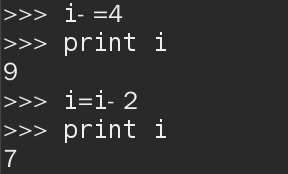 >>> i- =4
>>> print i
9
>>> i=i- 2
>>> print i
7